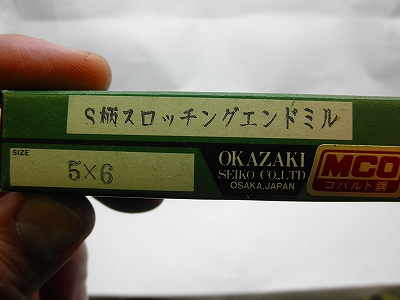 S柄スロッチングエンドミル
SIZE
5×6
OKAZAKI
SEIKO CO.,LTD
OSAKA.JAPAN
MCO
コバルト鋼